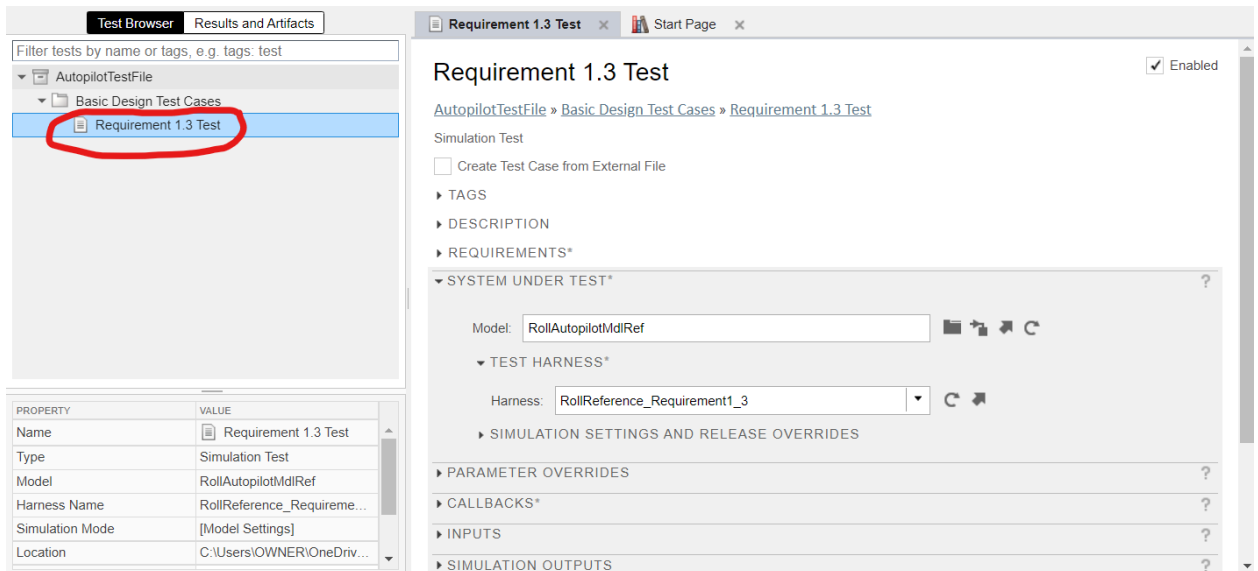 Test Browser Results and Artifacts
Filter tests by name or tags, e.g. tags: test
AutopilotTestFile
Basic Design Test Cases
Requirement 1.3 Test
PROPERTY VALUE
Name Requirement 1.3 Test
Type Simulation Test
Model RollAutopilotMdlRef
Harness Name RollReference_Requireme...
Simulation Mode [Model Settings]
Location C:\Users\OWNER\OneDriv...
Requirement 1.3 Test × Start Page ×
Requirement 1.3 Test
Enabled
AutopilotTestFile » Basic Design Test Cases » Requirement 1.3 Test
Simulation Test
Create Test Case from External File
TAGS
DESCRIPTION
REQUIREMENTS*
SYSTEM UNDER TEST* ?
Model: RollAutopilotMdlRef
TEST HARNESS*
Harness: RollReference_Requirement1_3
SIMULATION SETTINGS AND RELEASE OVERRIDES
PARAMETER OVERRIDES ?
CALLBACKS* ?
INPUTS ?
SIMULATION OUTPUTS ?